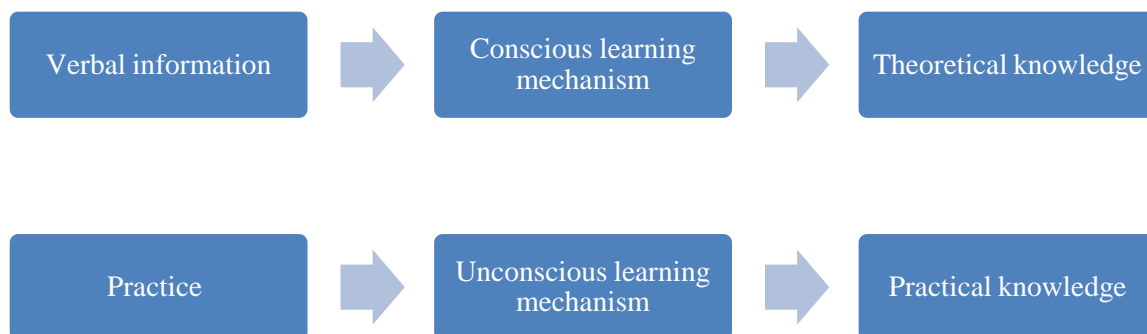 Verbal information
Conscious learning
mechanism
Theoretical knowledge
Practice
Unconscious learning
mechanism
Practical knowledge